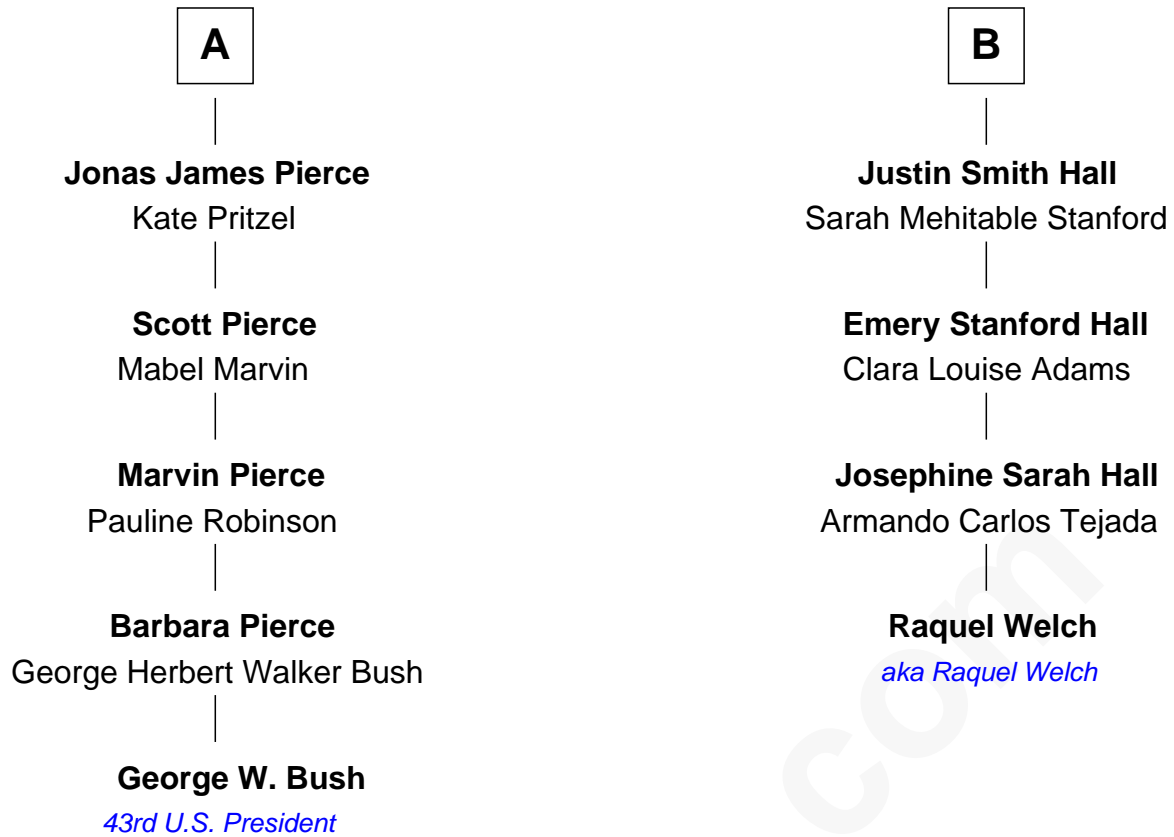 A
Jonas James Pierce
Kate Pritzel
Scott Pierce
Mabel Marvin
Marvin Pierce
Pauline Robinson
Barbara Pierce
George Herbert Walker Bush
George W. Bush
43rd U.S. President
B
Justin Smith Hall
Sarah Mehitable Stanford
Emery Stanford Hall
Clara Louise Adams
Josephine Sarah Hall
Armando Carlos Tejada
Raquel Welch
aka Raquel Welch
com